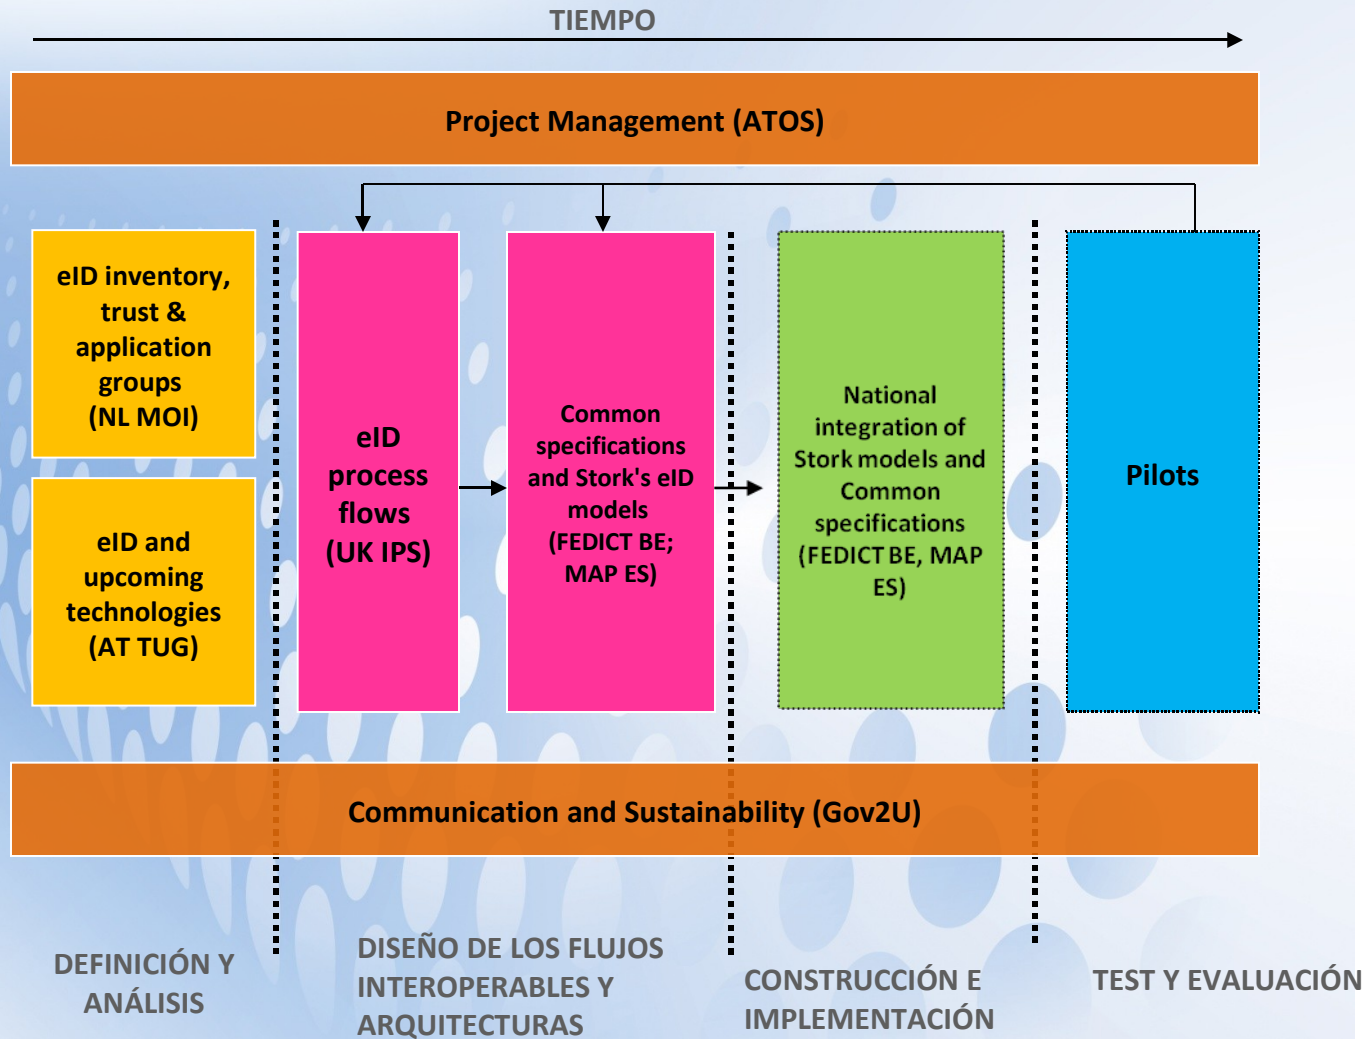 TIEMPO
Project Management (ATOS)
eID inventory,
trust &
application
groups
(NL MOI)
eID and
upcoming
technologies
(AT TUG)
eID
process
flows
(UK IPS)
Common
specifications
and Stork's eID
models
(FEDICT BE;
MAP ES)
National
integration of
Stork models and
Common
specifications
(FEDICT BE, MAP
ES)
Pilots
Communication and Sustainability (Gov2U)
DEFINICIÓN Y
ANÁLISIS
DISEÑO DE LOS FLUJOS
INTEROPERABLES Y
ARQUITECTURAS
CONSTRUCCIÓN E
IMPLEMENTACIÓN
TEST Y EVALUACIÓN